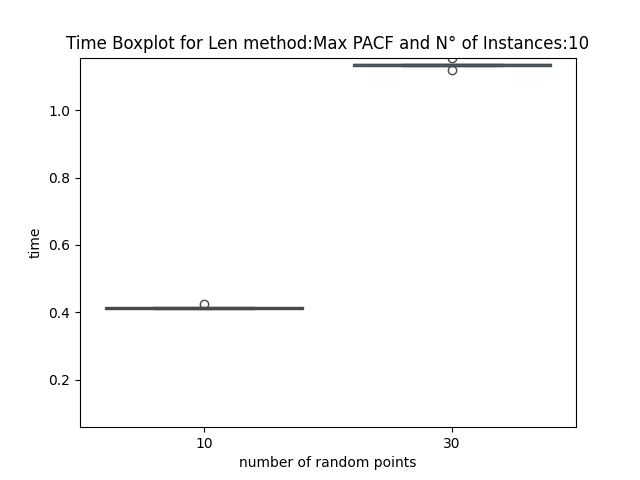 Time Boxplot for Len method:Max PACF and N° of Instances:10
1.0
0.8
0.6
0.4
0.2
time
10 30
number of random points